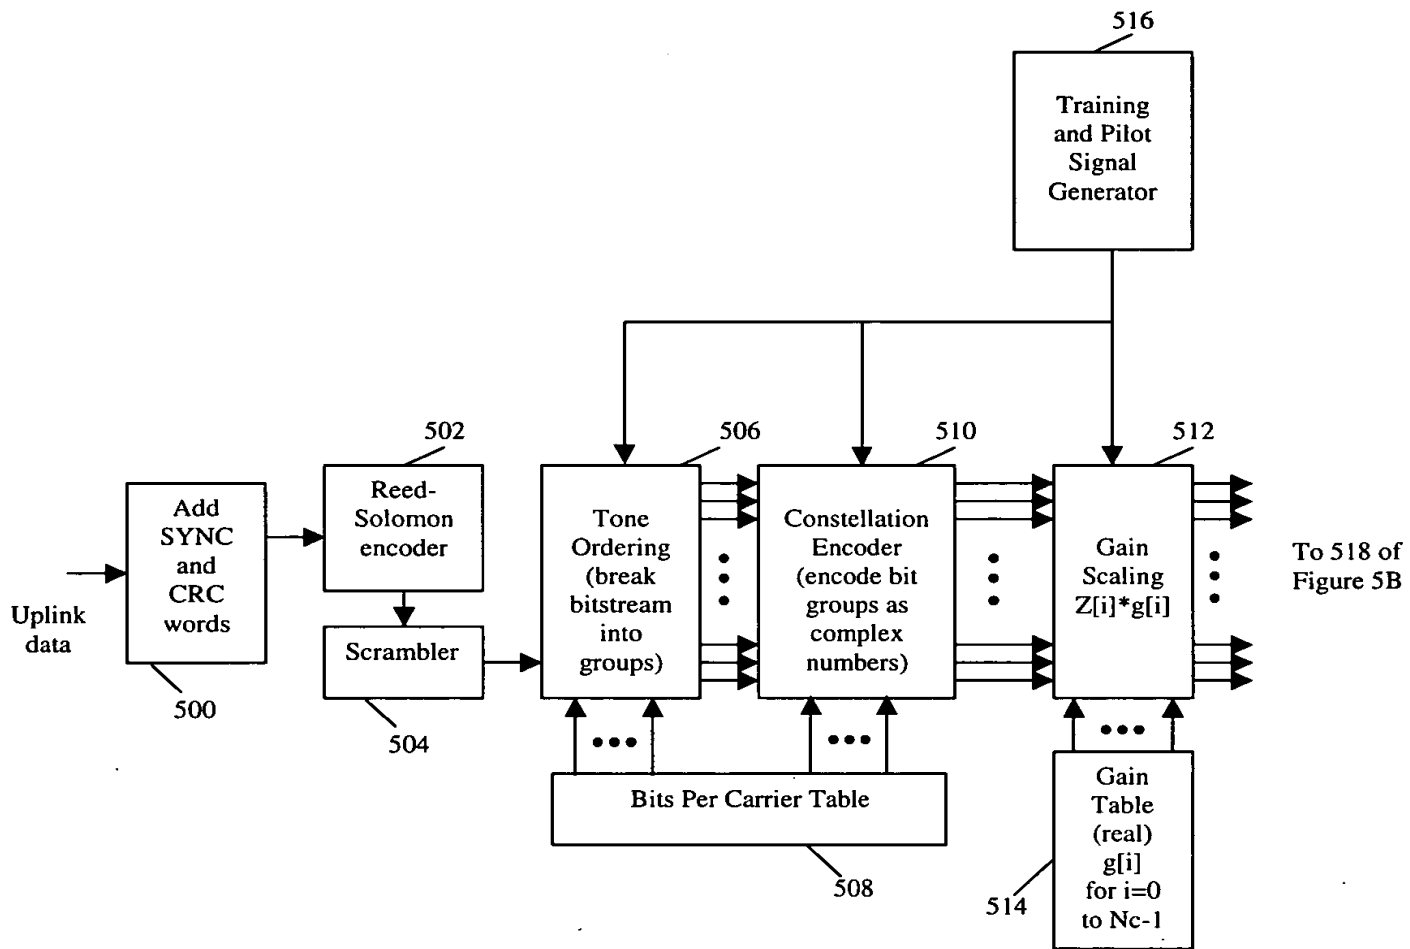 516
Training
and Pilot
Signal
Generator
502
506
510
512
Add
SYNC
and
CRC
words
Reed-
Solomon
encoder
Tone
Ordering
(break
bitstream
into
groups)
Constellation
Encoder
(encode bit
groups as
complex
numbers)
Gain
Scaling
Z[i]*g[i]
To 518 of
Figure 5B
Uplink
data
Scrambler
500
504
Bits Per Carrier Table
508
Gain
Table
(real)
g[i]
for i=0
to Nc-1
514